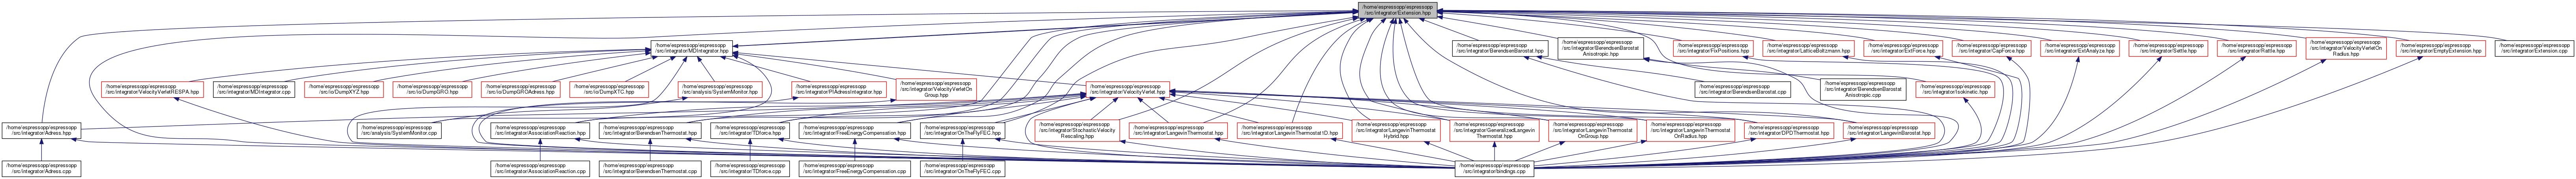 /home/espressopp/espressopp
/src/integrator/Extension.hpp
/home/espressopp/espressopp
/src/integrator/MDIntegrator.hpp
/home/espressopp/espressopp
/src/integrator/BerendsenBarostat.hpp
/home/espressopp/espressopp
/src/integrator/BerendsenBarostat
Anisotropic.hpp
/home/espressopp/espressopp
/src/integrator/FixPositions.hpp
/home/espressopp/espressopp
/src/integrator/LatticeBoltzmann.hpp
/home/espressopp/espressopp
/src/integrator/ExtForce.hpp
/home/espressopp/espressopp
/src/integrator/CapForce.hpp
/home/espressopp/espressopp
/src/integrator/ExtAnalyze.hpp
/home/espressopp/espressopp
/src/integrator/Settle.hpp
/home/espressopp/espressopp
/src/integrator/Rattle.hpp
/home/espressopp/espressopp
/src/integrator/VelocityVerletOn
Radius.hpp
/home/espressopp/espressopp
/src/integrator/EmptyExtension.hpp
/home/espressopp/espressopp
/src/integrator/Extension.cpp
/home/espressopp/espressopp
/src/integrator/VelocityVerletRESPA.hpp
/home/espressopp/espressopp
/src/integrator/MDIntegrator.cpp
/home/espressopp/espressopp
/src/io/DumpXYZ.hpp
/home/espressopp/espressopp
/src/io/DumpGRO.hpp
/home/espressopp/espressopp
/src/io/DumpGROAdress.hpp
/home/espressopp/espressopp
/src/io/DumpXTC.hpp
/home/espressopp/espressopp
/src/analysis/SystemMonitor.hpp
/home/espressopp/espressopp
/src/integrator/PIAdressIntegrator.hpp
/home/espressopp/espressopp
/src/integrator/VelocityVerletOn
Group.hpp
/home/espressopp/espressopp
/src/integrator/VelocityVerlet.hpp
/home/espressopp/espressopp
/src/integrator/BerendsenBarostat.cpp
/home/espressopp/espressopp
/src/integrator/BerendsenBarostat
Anisotropic.cpp
/home/espressopp/espressopp
/src/integrator/Isokinetic.hpp
/home/espressopp/espressopp
/src/integrator/Adress.hpp
/home/espressopp/espressopp
/src/analysis/SystemMonitor.cpp
/home/espressopp/espressopp
/src/integrator/AssociationReaction.hpp
/home/espressopp/espressopp
/src/integrator/BerendsenThermostat.hpp
/home/espressopp/espressopp
/src/integrator/TDforce.hpp
/home/espressopp/espressopp
/src/integrator/FreeEnergyCompensation.hpp
/home/espressopp/espressopp
/src/integrator/OnTheFlyFEC.hpp
/home/espressopp/espressopp
/src/integrator/StochasticVelocity
Rescaling.hpp
/home/espressopp/espressopp
/src/integrator/LangevinThermostat.hpp
/home/espressopp/espressopp
/src/integrator/LangevinThermostat1D.hpp
/home/espressopp/espressopp
/src/integrator/LangevinThermostat
Hybrid.hpp
/home/espressopp/espressopp
/src/integrator/GeneralizedLangevin
Thermostat.hpp
/home/espressopp/espressopp
/src/integrator/LangevinThermostat
OnGroup.hpp
/home/espressopp/espressopp
/src/integrator/LangevinThermostat
OnRadius.hpp
/home/espressopp/espressopp
/src/integrator/DPDThermostat.hpp
/home/espressopp/espressopp
/src/integrator/LangevinBarostat.hpp
/home/espressopp/espressopp
/src/integrator/Adress.cpp
/home/espressopp/espressopp
/src/integrator/AssociationReaction.cpp
/home/espressopp/espressopp
/src/integrator/BerendsenThermostat.cpp
/home/espressopp/espressopp
/src/integrator/TDforce.cpp
/home/espressopp/espressopp
/src/integrator/FreeEnergyCompensation.cpp
/home/espressopp/espressopp
/src/integrator/OnTheFlyFEC.cpp
/home/espressopp/espressopp
/src/integrator/bindings.cpp